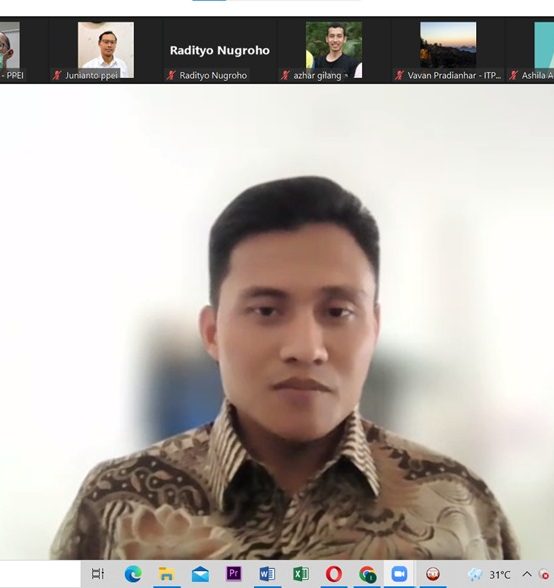 - PPEI
Junianto ppei
Radityo Nugroho
Radityo Nugroho
azhar gilang
Vavan Pradianhar - ITP...
Ashila A
31°C